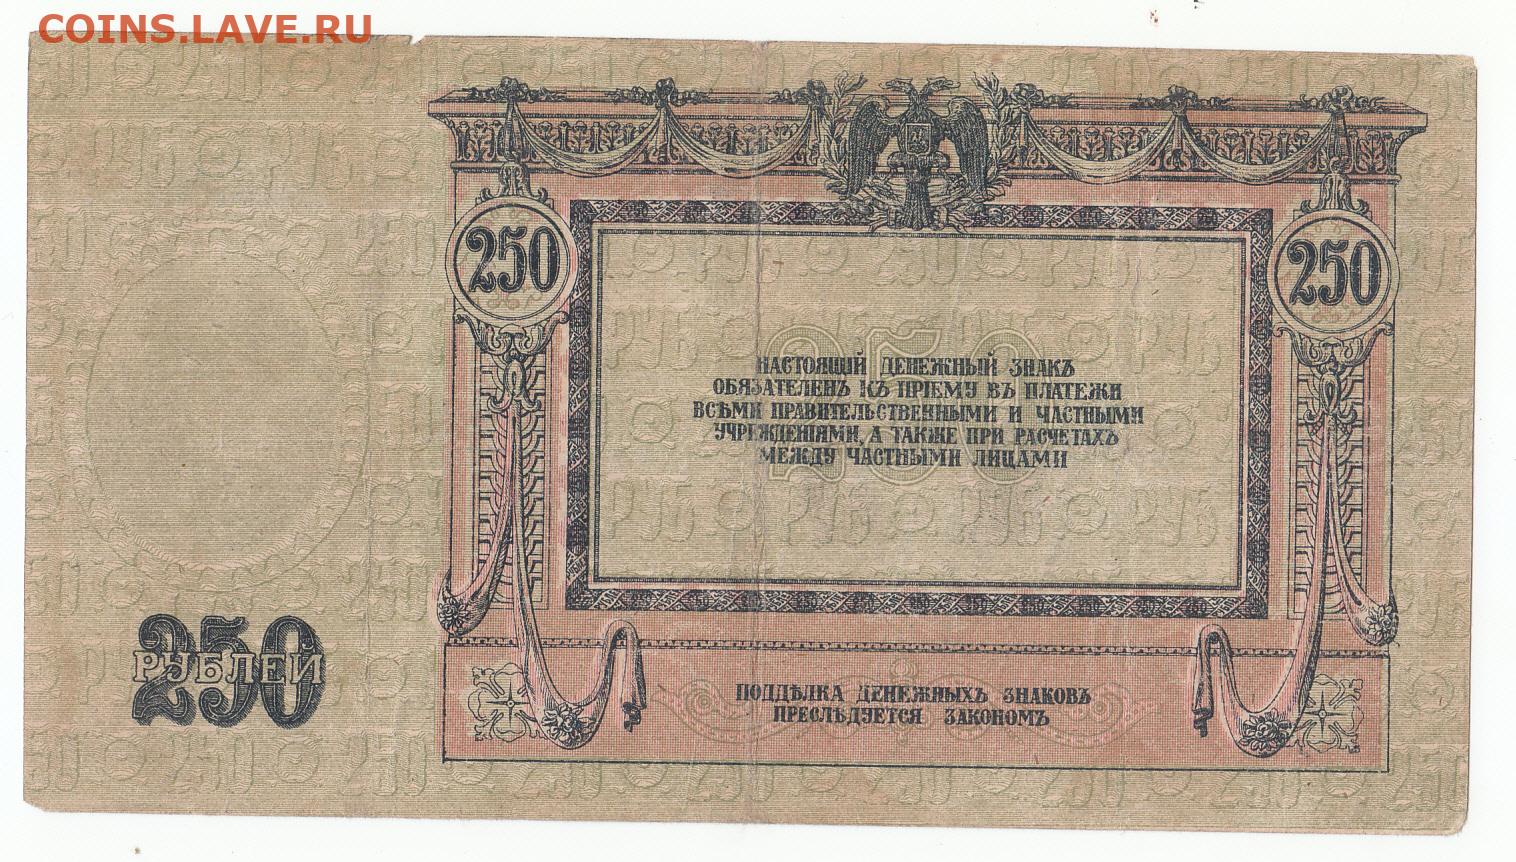 COINS.LAVE.RU
250
250
250
НАСТОЯЩІЙ ДЕНЕЖНЫЙ ЗНАКЪ
ОБЯЗАТЕЛЕНЪ КЪ ПРІЕМУ ВЪ ПЛАТЕЖИ
ВСѢМИ ПРАВИТЕЛЬСТВЕННЫМИ И ЧАСТНЫМИ
УЧРЕЖДЕНІЯМИ, А ТАКЖЕ ПРИ РАСЧЕТАХЪ
МЕЖДУ ЧАСТНЫМИ ЛИЦАМИ
250
РУБЛЕЙ
ПОДДѢЛКА ДЕНЕЖНЫХЪ ЗНАКОВЪ
ПРЕСЛѢДУЕТСЯ ЗАКОНОМЪ